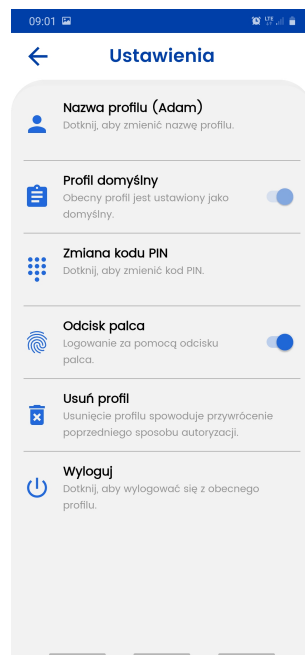 09:01
LTE
Ustawienia
Nazwa profilu (Adam)
Dotknij, aby zmienić nazwę profilu.
Profil domyślny
Obecny profil jest ustawiony jako
domyślny.
Zmiana kodu PIN
Dotknij, aby zmienić kod PIN.
Odcisk palca
Logowanie za pomocą odcisku
palca.
Usuń profil
Usunięcie profilu spowoduje przywrócenie
poprzedniego sposobu autoryzacji.
Wyloguj
Dotknij, aby wylogować się z obecnego
profilu.